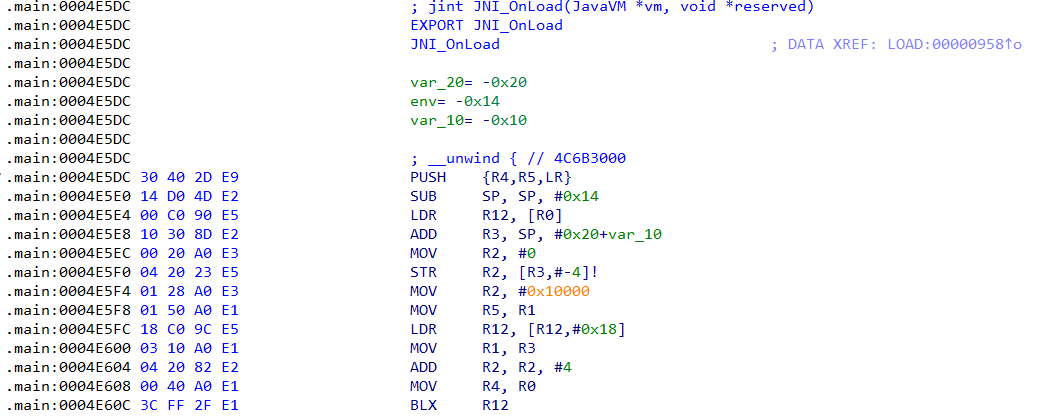 .main:0004E5DC ; jint JNI_OnLoad(JavaVM *vm, void *reserved)
.main:0004E5DC EXPORT JNI_OnLoad
.main:0004E5DC JNI_OnLoad ; DATA XREF: LOAD:00000958↑o
.main:0004E5DC
.main:0004E5DC var_20= -0x20
.main:0004E5DC env= -0x14
.main:0004E5DC var_10= -0x10
.main:0004E5DC
.main:0004E5DC ; __unwind { // 4C6B3000
.main:0004E5DC 30 40 2D E9 PUSH {R4,R5,LR}
.main:0004E5E0 14 D0 4D E2 SUB SP, SP, #0x14
.main:0004E5E4 00 C0 90 E5 LDR R12, [R0]
.main:0004E5E8 10 30 8D E2 ADD R3, SP, #0x20+var_10
.main:0004E5EC 00 20 A0 E3 MOV R2, #0
.main:0004E5F0 04 20 23 E5 STR R2, [R3,#-4]!
.main:0004E5F4 01 28 A0 E3 MOV R2, #0x10000
.main:0004E5F8 01 50 A0 E1 MOV R5, R1
.main:0004E5FC 18 C0 9C E5 LDR R12, [R12,#0x18]
.main:0004E600 03 10 A0 E1 MOV R1, R3
.main:0004E604 04 20 82 E2 ADD R2, R2, #4
.main:0004E608 00 40 A0 E1 MOV R4, R0
.main:0004E60C 3C FF 2F E1 BLX R12